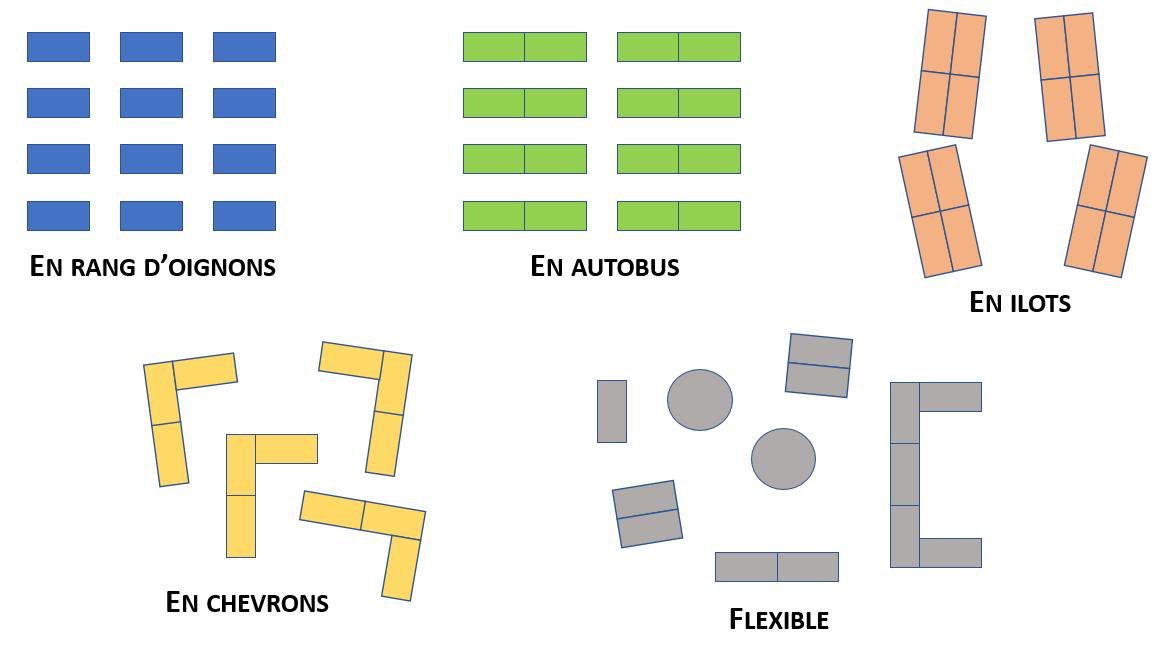 EN RANG D'OIGNONS
EN AUTOBUS
EN ILOTS
EN CHEVRONS
FLEXIBLE